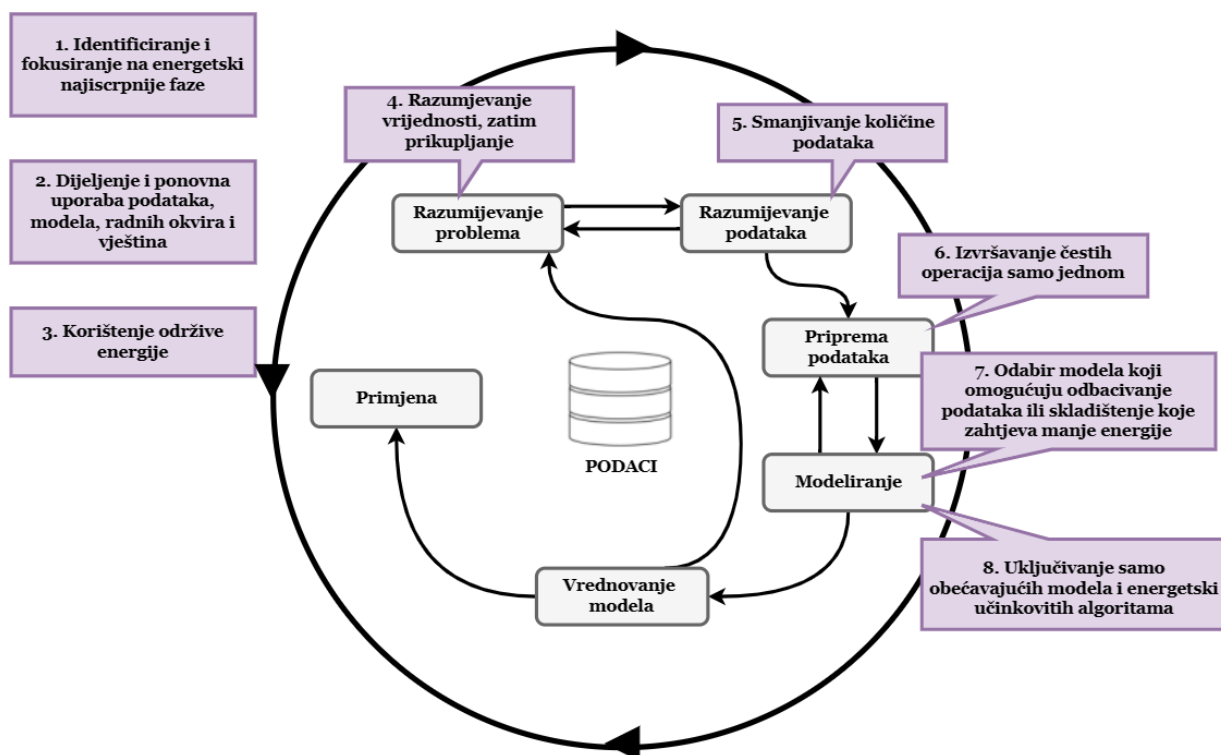 1. Identificiranje i
fokusiranje na energetski
najiscrpnije faze
4. Razumjevanje
vrijednosti, zatim
prikupljanje
5. Smanjivanje količine
podataka
2. Dijeljenje i ponovna
uporaba podataka,
modela, radnih okvira i
vještina
Razumijevanje
problema
Razumijevanje
podataka
6. Izvršavanje čestih
operacija samo jednom
3. Korištenje održive
energije
Priprema
podataka
7. Odabir modela koji
omogućuju odbacivanje
podataka ili skladištenje koje
zahtjeva manje energije
Primjena
PODACI
Modeliranje
8. Uključivanje samo
obećavajućih modela i energetski
učinkovitih algoritama
Vrednovanje
modela